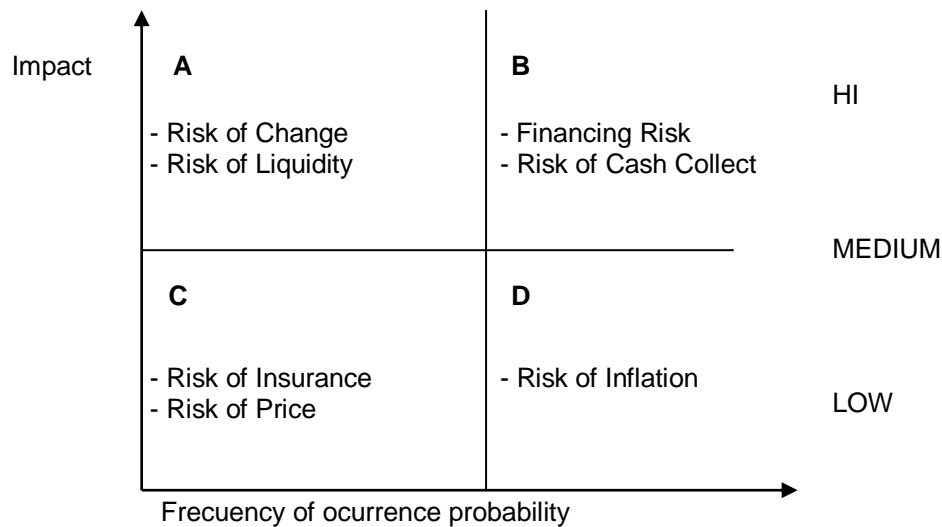 Impact
A
B
HI
- Risk of Change
- Risk of Liquidity
- Financing Risk
- Risk of Cash Collect
MEDIUM
C
D
- Risk of Insurance
- Risk of Price
- Risk of Inflation
LOW
Frecuency of ocurrence probability